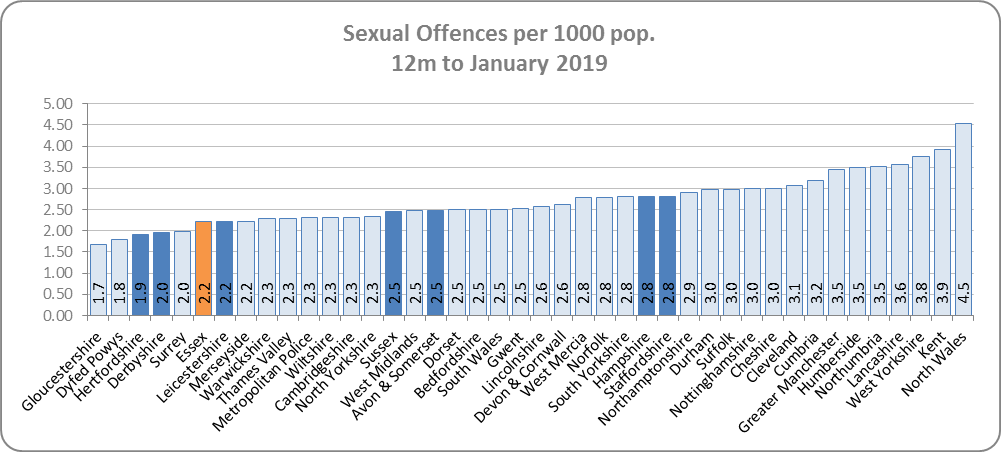 Sexual Offences per 1000 pop.
12m to January 2019
5.00
4.50
4.00
3.50
3.00
2.50
2.00
1.50
1.00
0.50
0.00
1.7
1.8
1.9
2.0
2.0
2.2
2.2
2.2
2.3
2.3
2.3
2.3
2.3
2.3
2.5
2.5
2.5
2.5
2.5
2.5
2.5
2.6
2.6
2.8
2.8
2.8
2.8
2.8
2.9
3.0
3.0
3.0
3.0
3.1
3.2
3.5
3.5
3.5
3.6
3.8
3.9
4.5
Gloucestershire
Dyfed Powys
Hertfordshire
Derbyshire
Surrey
Essex
Leicestershire
Merseyside
Warwickshire
Thames Valley
Metropolitan Police
Wiltshire
Cambridgeshire
North Yorkshire
Sussex
West Midlands
Avon & Somerset
Dorset
Bedfordshire
South Wales
Gwent
Lincolnshire
Devon & Cornwall
West Mercia
Norfolk
South Yorkshire
Hampshire
Staffordshire
Northamptonshire
Durham
Suffolk
Nottinghamshire
Cheshire
Cleveland
Cumbria
Greater Manchester
Humberside
Northumbria
Lancashire
West Yorkshire
Kent
North Wales